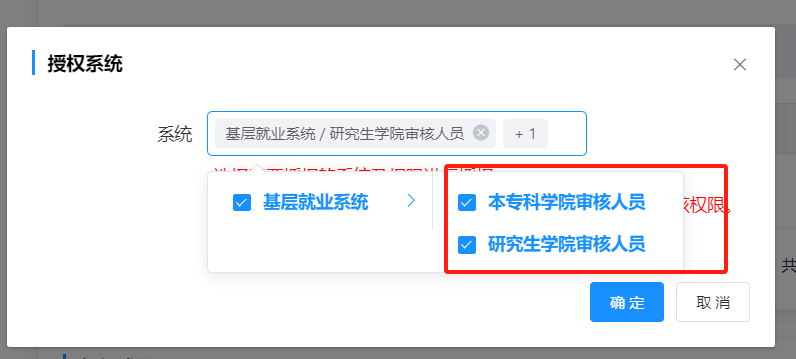 授权系统
系统
基层就业系统 / 研究生学院审核人员
+ 1
基层就业系统
本专科学院审核人员
权限。
研究生学院审核人员
共
确 定
取 消